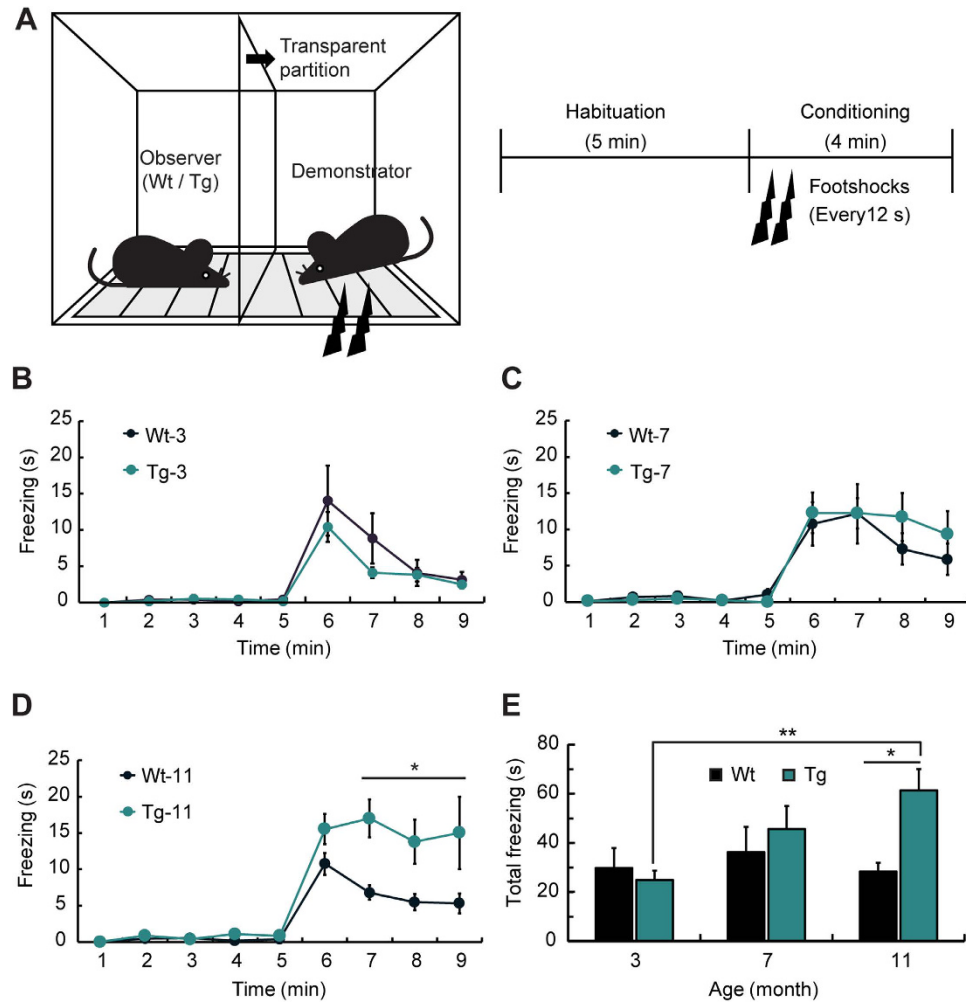 A
Transparent
partition
Observer
(Wt / Tg)
Demonstrator
Habituation
(5 min)
Conditioning
(4 min)
Footshocks
(Every12 s)
B
25
20
15
10
5
0
Freezing (s)
Wt-3
Tg-3
1 2 3 4 5 6 7 8 9
Time (min)
C
25
20
15
10
5
0
Freezing (s)
Wt-7
Tg-7
1 2 3 4 5 6 7 8 9
Time (min)
D
25
20
15
10
5
0
Freezing (s)
Wt-11
Tg-11
*
1 2 3 4 5 6 7 8 9
Time (min)
E
80
60
40
20
0
Total freezing (s)
**
*
Wt Tg
3 7 11
Age (month)